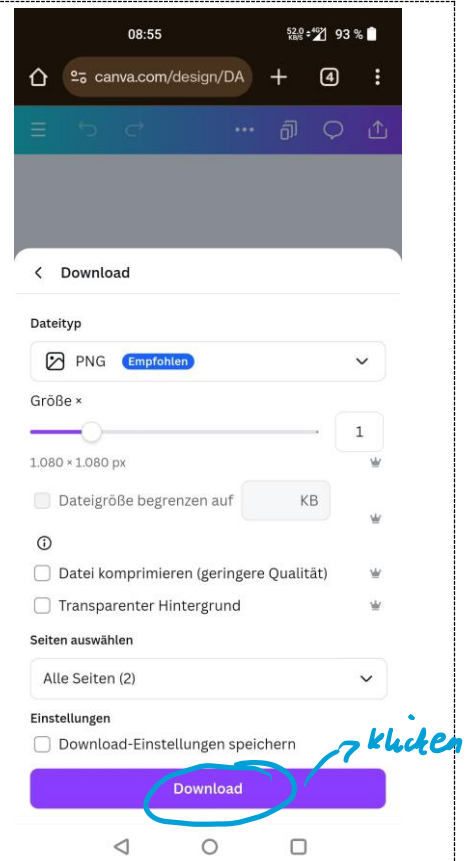 08:55 52.0 KB/S 4G 93 %
canva.com/design/DA 4
Download
Dateityp
PNG Empfohlen
Größe ×
1
1.080 × 1.080 px
Dateigröße begrenzen auf KB
Datei komprimieren (geringere Qualität)
Transparenter Hintergrund
Seiten auswählen
Alle Seiten (2)
Einstellungen
Download-Einstellungen speichern
klicken
Download